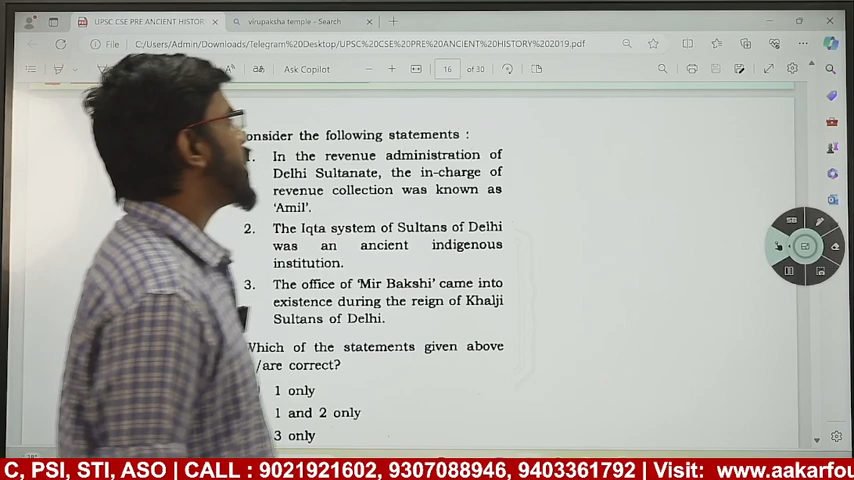 UPSC CSE PRE ANCIENT HISTOR
virupaksha temple - Search
File
C:/Users/Admin/Downloads/Telegram%20Desktop/UPSC%20CSE%20PRE%20ANCIENT%20HISTORY%202019.pdf
Ask Copilot
16 of 30
onsider the following statements :
1. In the revenue administration of
Delhi Sultanate, the in-charge of
revenue collection was known as
'Amil'.
2. The Iqta system of Sultans of Delhi
was an ancient indigenous
institution.
3. The office of 'Mir Bakshi' came into
existence during the reign of Khalji
Sultans of Delhi.
Which of the statements given above
/are correct?
1 only
1 and 2 only
3 only
C, PSI, STI, ASO | CALL : 9021921602, 9307088946, 9403361792 | Visit: www.aakarfou